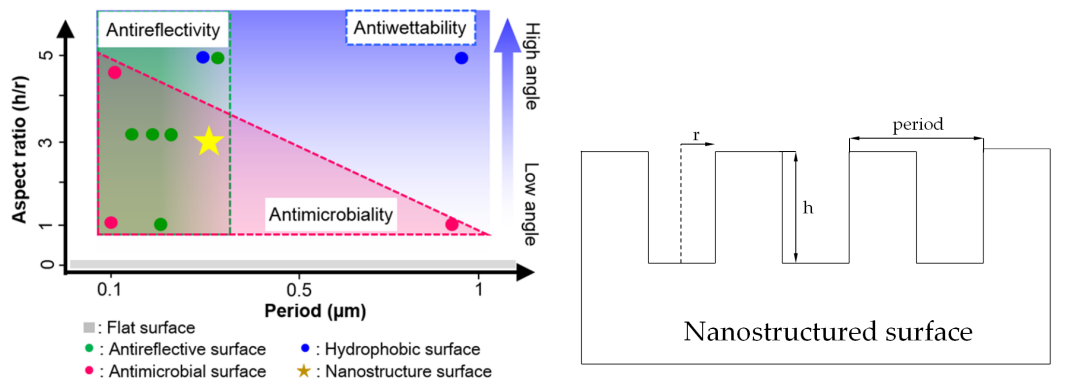 Antireflectivity
Antiwettability
Antimicrobiality
High angle
Low angle
Aspect ratio (h/r)
5
3
1
0
0.1
0.5
1
Period (µm)
: Flat surface
: Antireflective surface
: Hydrophobic surface
: Antimicrobial surface
: Nanostructure surface
r
period
h
Nanostructured surface